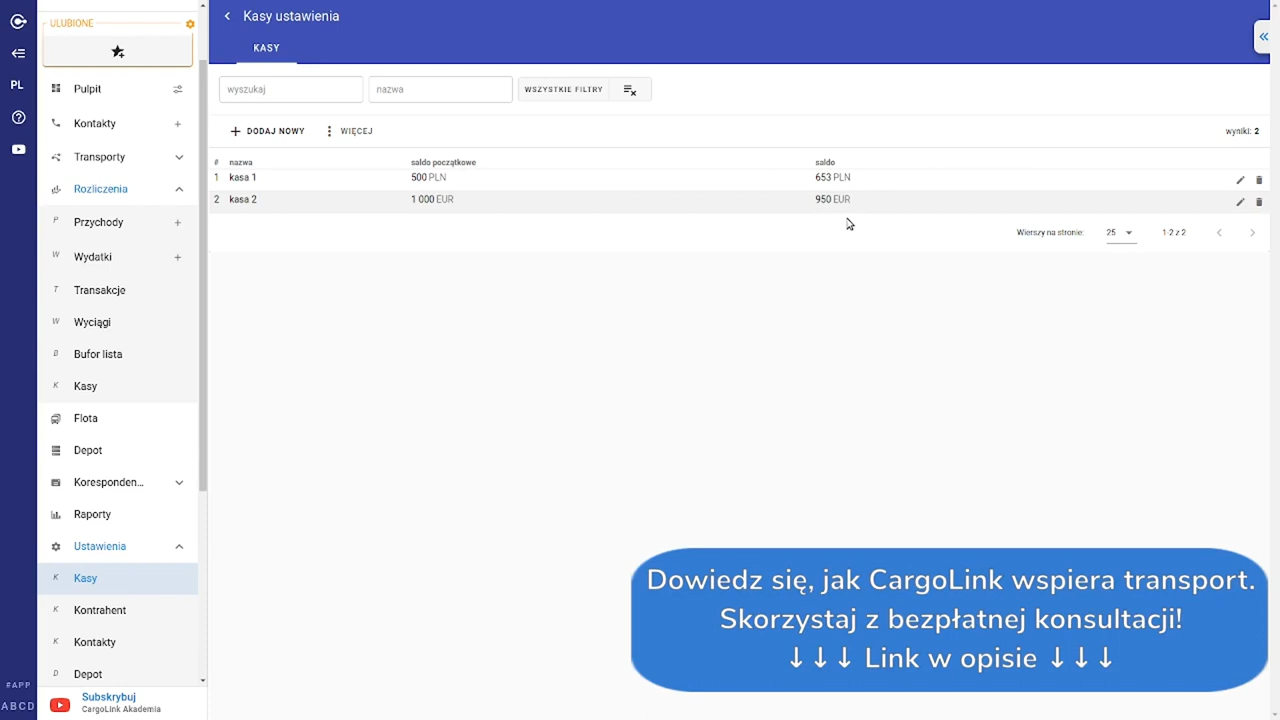 ULUBIONE
PL
Pulpit
Kontakty +
Transporty
Rozliczenia
P Przychody +
W Wydatki +
T Transakcje
W Wyciągi
B Bufor lista
K Kasy
Flota
Depot
Koresponden...
Raporty
Ustawienia
K Kasy
K Kontrahent
K Kontakty
D Depot
#APP
ABCD
Subskrybuj
CargoLink Akademia
Kasy ustawienia
KASY
wyszukaj
nazwa
WSZYSTKIE FILTRY
+ DODAJ NOWY
WIĘCEJ
wyniki: 2
# nazwa saldo początkowe saldo
1 kasa 1 500 PLN 653 PLN
2 kasa 2 1 000 EUR 950 EUR
Wierszy na stronie: 25 1-2 z 2
Dowiedz się, jak CargoLink wspiera transport.
Skorzystaj z bezpłatnej konsultacji!
↓↓↓ Link w opisie ↓↓↓